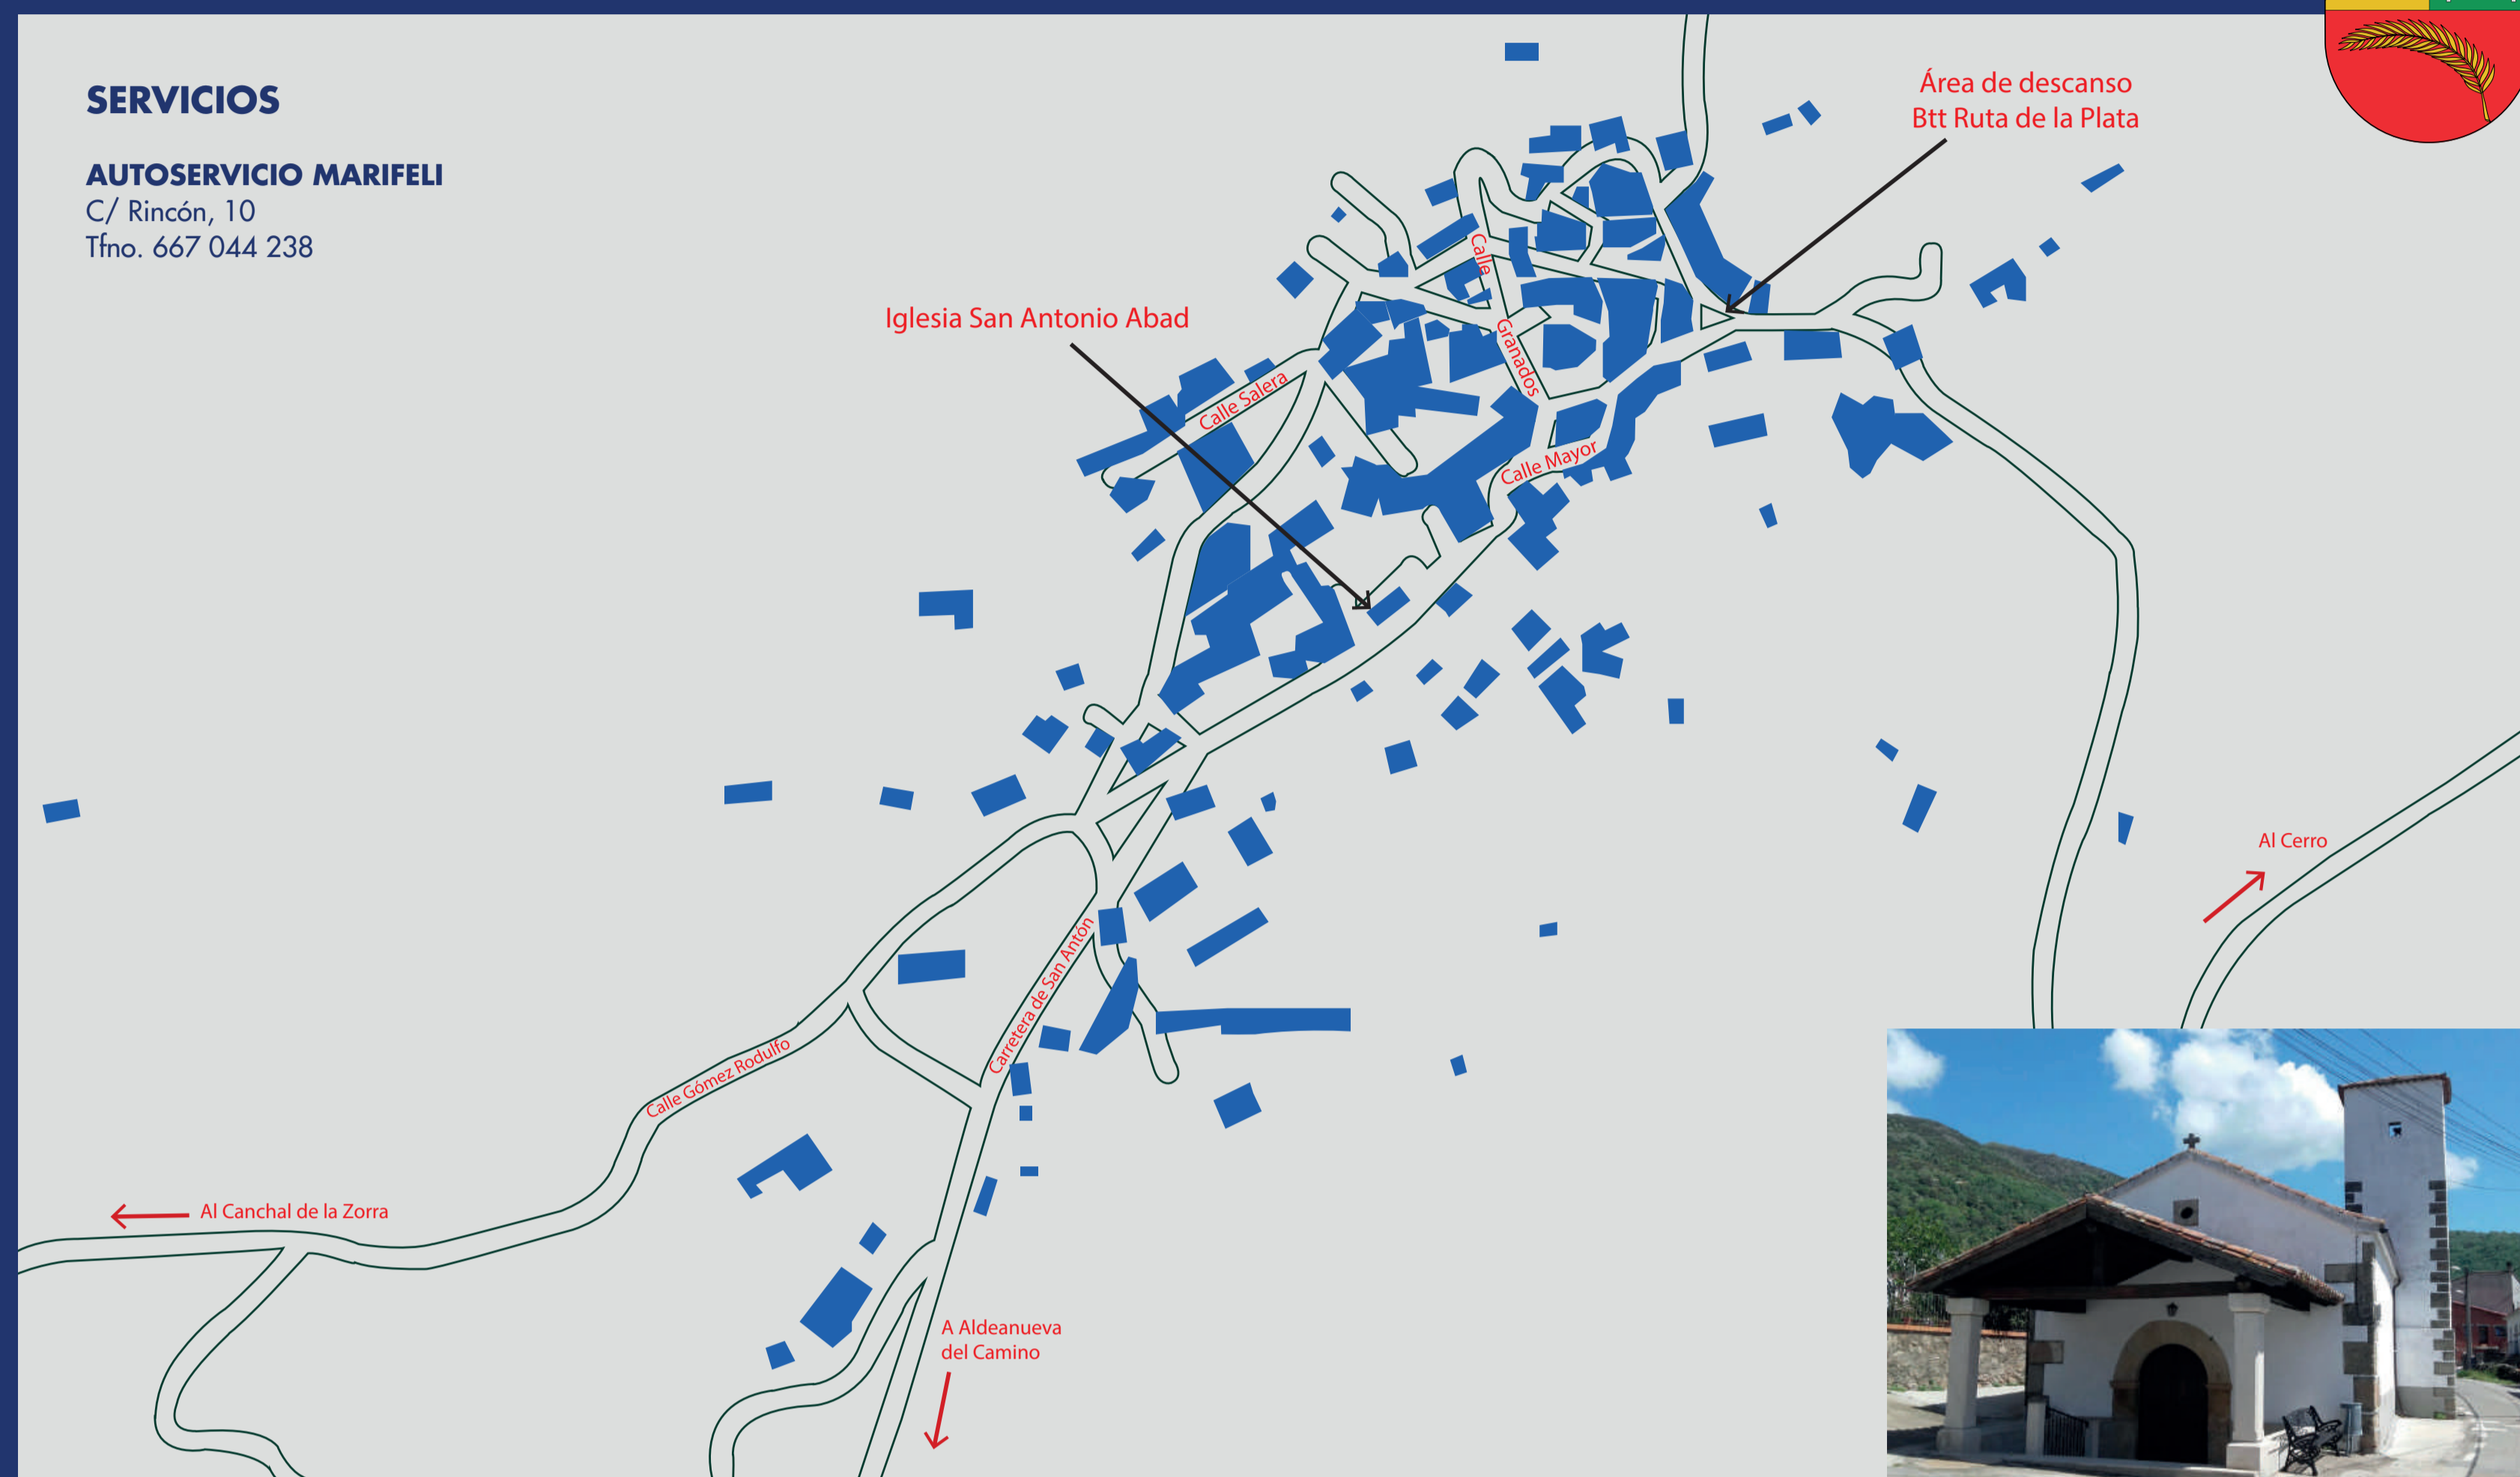 SERVICIOS
AUTOSERVICIO MARIFELI
C/ Rincón, 10
Tfno. 667 044 238
Área de descanso
Btt Ruta de la Plata
Iglesia San Antonio Abad
Calle
Granados
Calle Salera
Calle Mayor
Al Cerro
Carretera de San Antón
Calle Gómez Rodulfo
Al Canchal de la Zorra
A Aldeanueva
del Camino